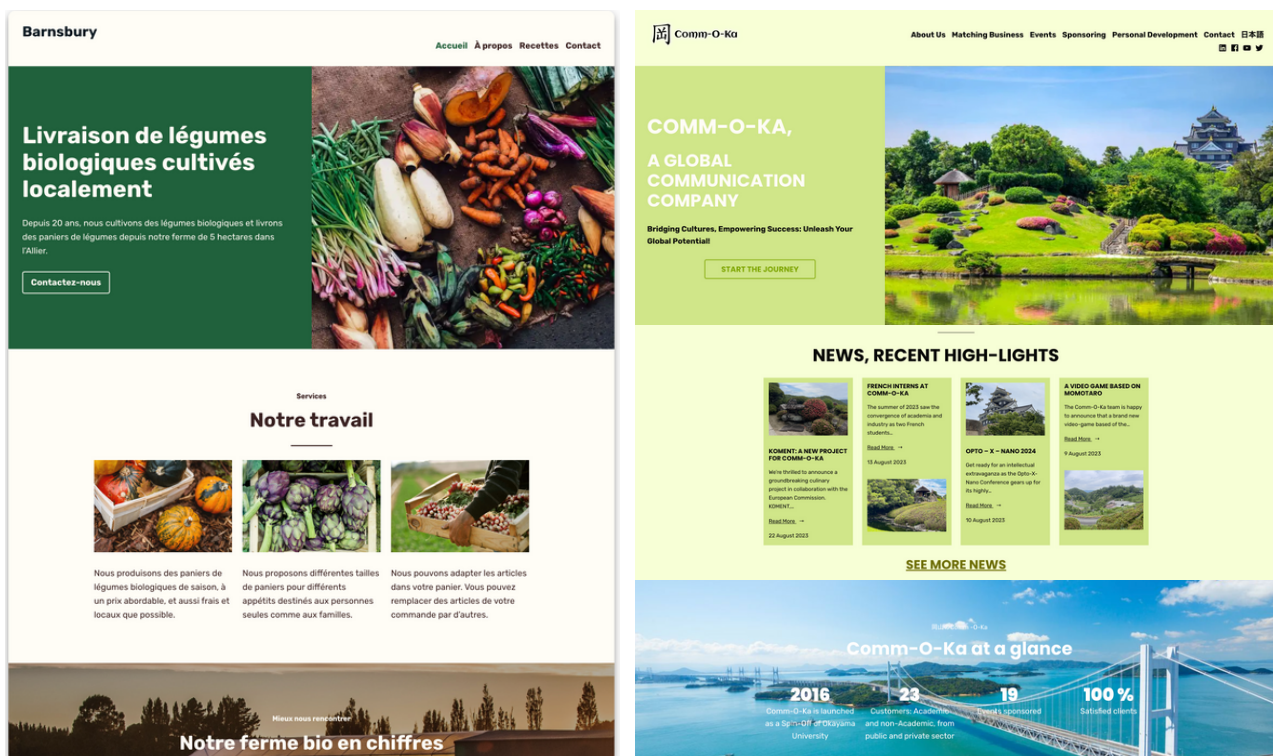 Barnsbury
Accueil À propos Recettes Contact
Livraison de légumes
biologiques cultivés
localement
Depuis 20 ans, nous cultivons des légumes biologiques et livrons
des paniers de légumes depuis notre ferme de 5 hectares dans
l'Allier.
Contactez-nous
Services
Notre travail
Nous produisons des paniers de
légumes biologiques de saison, à
un prix abordable, et aussi frais et
locaux que possible.
Nous proposons différentes tailles
de paniers pour différents
appétits destinés aux personnes
seules comme aux familles.
Nous pouvons adapter les articles
dans votre panier. Vous pouvez
remplacer des articles de votre
commande par d'autres.
Mieux nous rencontrer
Notre ferme bio en chiffres
Comm-O-Ka
About Us Matching Business Events Sponsoring Personal Development Contact 日本語
COMM-O-KA,
A GLOBAL
COMMUNICATION
COMPANY
Bridging Cultures, Empowering Success: Unleash Your
Global Potential!
START THE JOURNEY
NEWS, RECENT HIGH-LIGHTS
KOMENT: A NEW PROJECT
FOR COMM-O-KA
We're thrilled to announce a
groundbreaking culinary
project in collaboration with the
European Commission.
KOMENT...
Read More →
22 August 2023
FRENCH INTERNS AT
COMM-O-KA
The summer of 2023 saw the
convergence of academia and
industry as two French
students...
Read More →
13 August 2023
OPTO – X – NANO 2024
Get ready for an intellectual
extravaganza as the Opto-X-
Nano Conference gears up for
its highly...
Read More →
10 August 2023
A VIDEO GAME BASED ON
MOMOTARO
The Comm-O-Ka team is happy
to announce that a brand new
video-game based of the...
Read More →
9 August 2023
SEE MORE NEWS
Comm-O-Ka at a glance
2016
Comm-O-Ka is launched
as a Spin-Off of Okayama
University
23
Customers: Academic
and non-Academic, from
public and private sector
19
Events sponsored
100 %
Satisfied clients